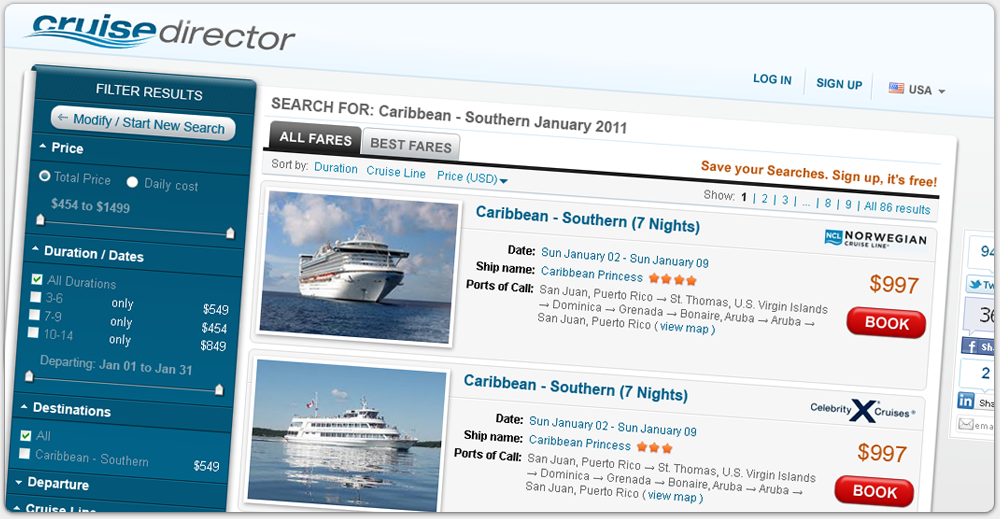 cruisedirector
LOG IN
SIGN UP
USA
FILTER RESULTS
← Modify / Start New Search
Price
Total Price
Daily cost
$454 to $1499
Duration / Dates
All Durations
3-6 only $549
7-9 only $454
10-14 only $849
Departing: Jan 01 to Jan 31
Destinations
All
Caribbean - Southern $549
Departure
Cruise Line
SEARCH FOR: Caribbean - Southern January 2011
ALL FARES
BEST FARES
Save your Searches. Sign up, it's free!
Sort by: Duration Cruise Line Price (USD)
Show: 1 | 2 | 3 | ... | 8 | 9 | All 86 results
Caribbean - Southern (7 Nights)
NCL NORWEGIAN
CRUISE LINE®
Date: Sun January 02 - Sun January 09
Ship name: Caribbean Princess
Ports of Call: San Juan, Puerto Rico → St. Thomas, U.S. Virgin Islands
→ Dominica → Grenada → Bonaire, Aruba → Aruba →
San Juan, Puerto Rico ( view map )
$997
BOOK
Caribbean - Southern (7 Nights)
Celebrity X Cruises®
Date: Sun January 02 - Sun January 09
Ship name: Caribbean Princess
Ports of Call: San Juan, Puerto Rico → St. Thomas, U.S. Virgin Islands
→ Dominica → Grenada → Bonaire, Aruba → Aruba →
San Juan, Puerto Rico ( view map )
$997
BOOK
94
Tw
36
f Sha
2
in Sha
ema